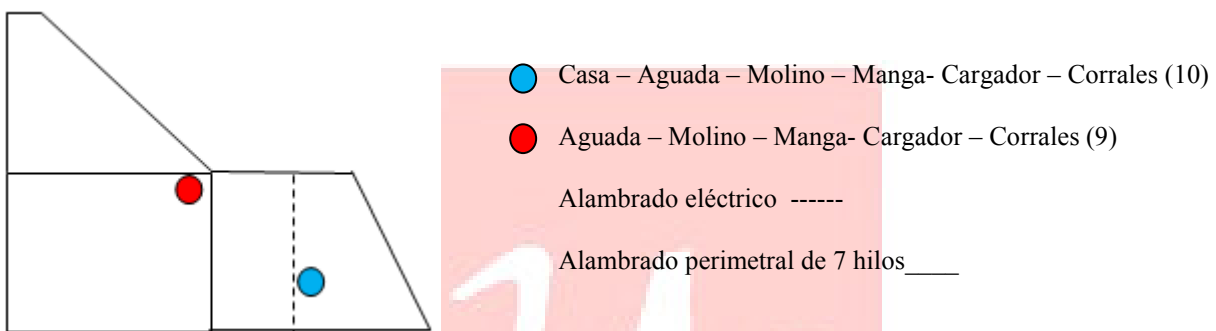 Casa – Aguada – Molino – Manga- Cargador – Corrales (10)
Aguada – Molino – Manga- Cargador – Corrales (9)
Alambrado eléctrico ------
Alambrado perimetral de 7 hilos____